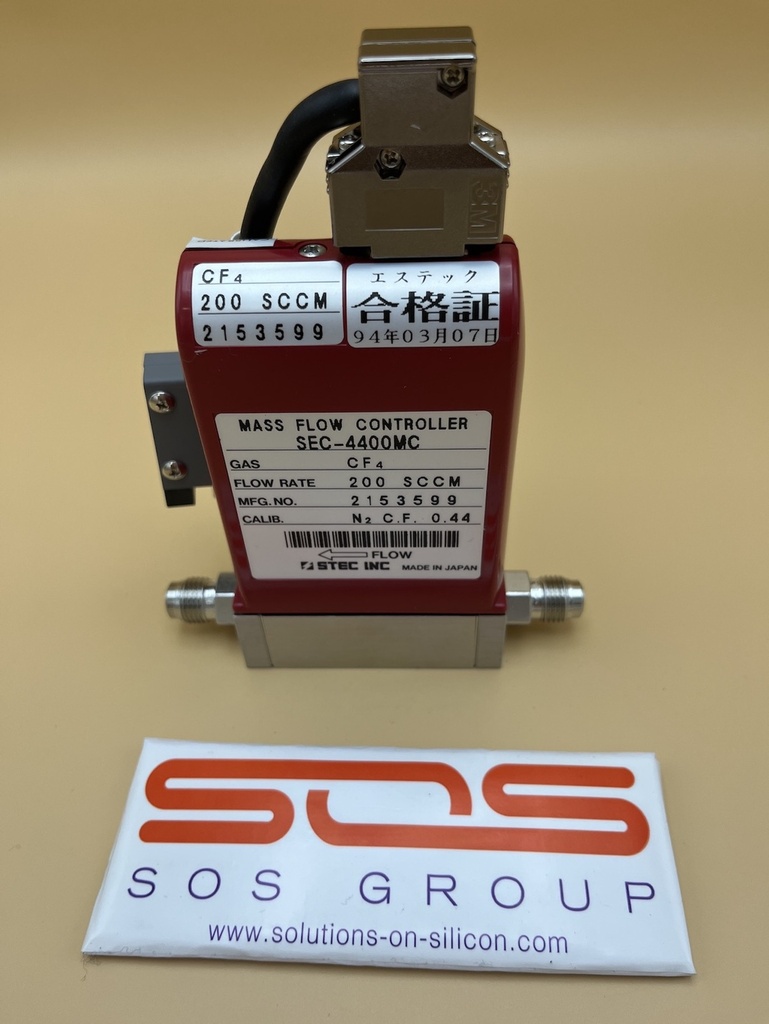 3M
CF₄
200 SCCM
2153599
エステック
合格証
94年03月07日
MASS FLOW CONTROLLER
SEC-4400MC
GAS CF₄
FLOW RATE 200 SCCM
MFG.NO. 2153599
CALIB. N₂ C.F. 0.44
FLOW
STEC INC MADE IN JAPAN
SOS
SOS GROUP
www.solutions-on-silicon.com